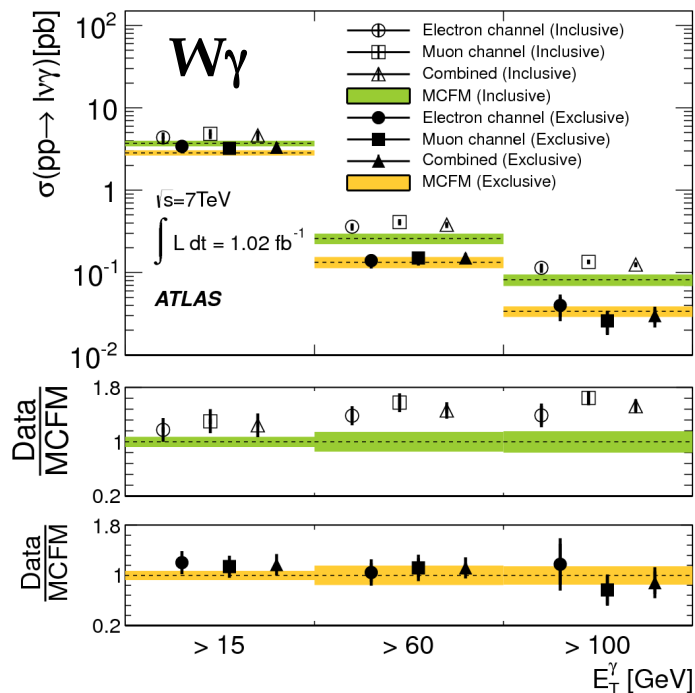 σ(pp→ lνγ)[pb]
10²
10
1
10⁻¹
10⁻²
Wγ
Electron channel (Inclusive)
Muon channel (Inclusive)
Combined (Inclusive)
MCFM (Inclusive)
Electron channel (Exclusive)
Muon channel (Exclusive)
Combined (Exclusive)
MCFM (Exclusive)
√s=7TeV
∫ L dt = 1.02 fb⁻¹
ATLAS
Data
MCFM
1.8
1
0.2
Data
MCFM
1.8
1
0.2
> 15 > 60 > 100
E_T^γ [GeV]